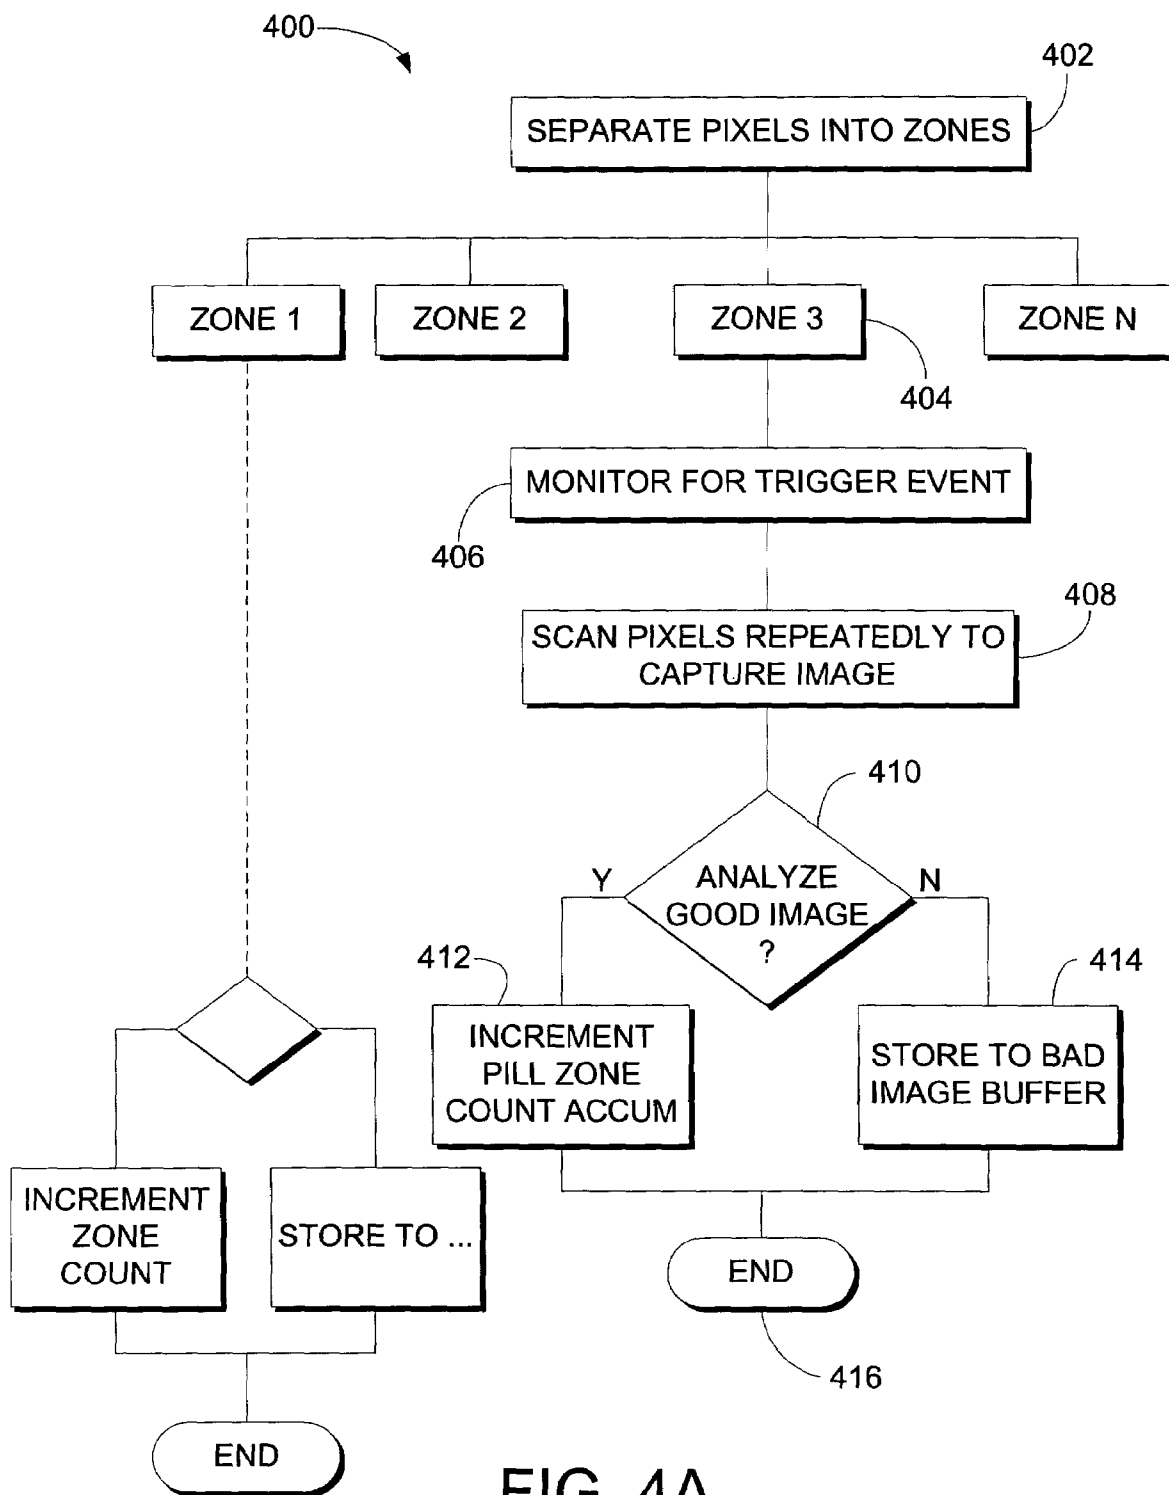 400
402
SEPARATE PIXELS INTO ZONES
ZONE 1
ZONE 2
ZONE 3
ZONE N
404
MONITOR FOR TRIGGER EVENT
406
408
SCAN PIXELS REPEATEDLY TO
CAPTURE IMAGE
410
Y
ANALYZE
GOOD IMAGE
?
N
412
414
INCREMENT
PILL ZONE
COUNT ACCUM
STORE TO BAD
IMAGE BUFFER
INCREMENT
ZONE
COUNT
STORE TO ...
END
416
END
FIG. 4A